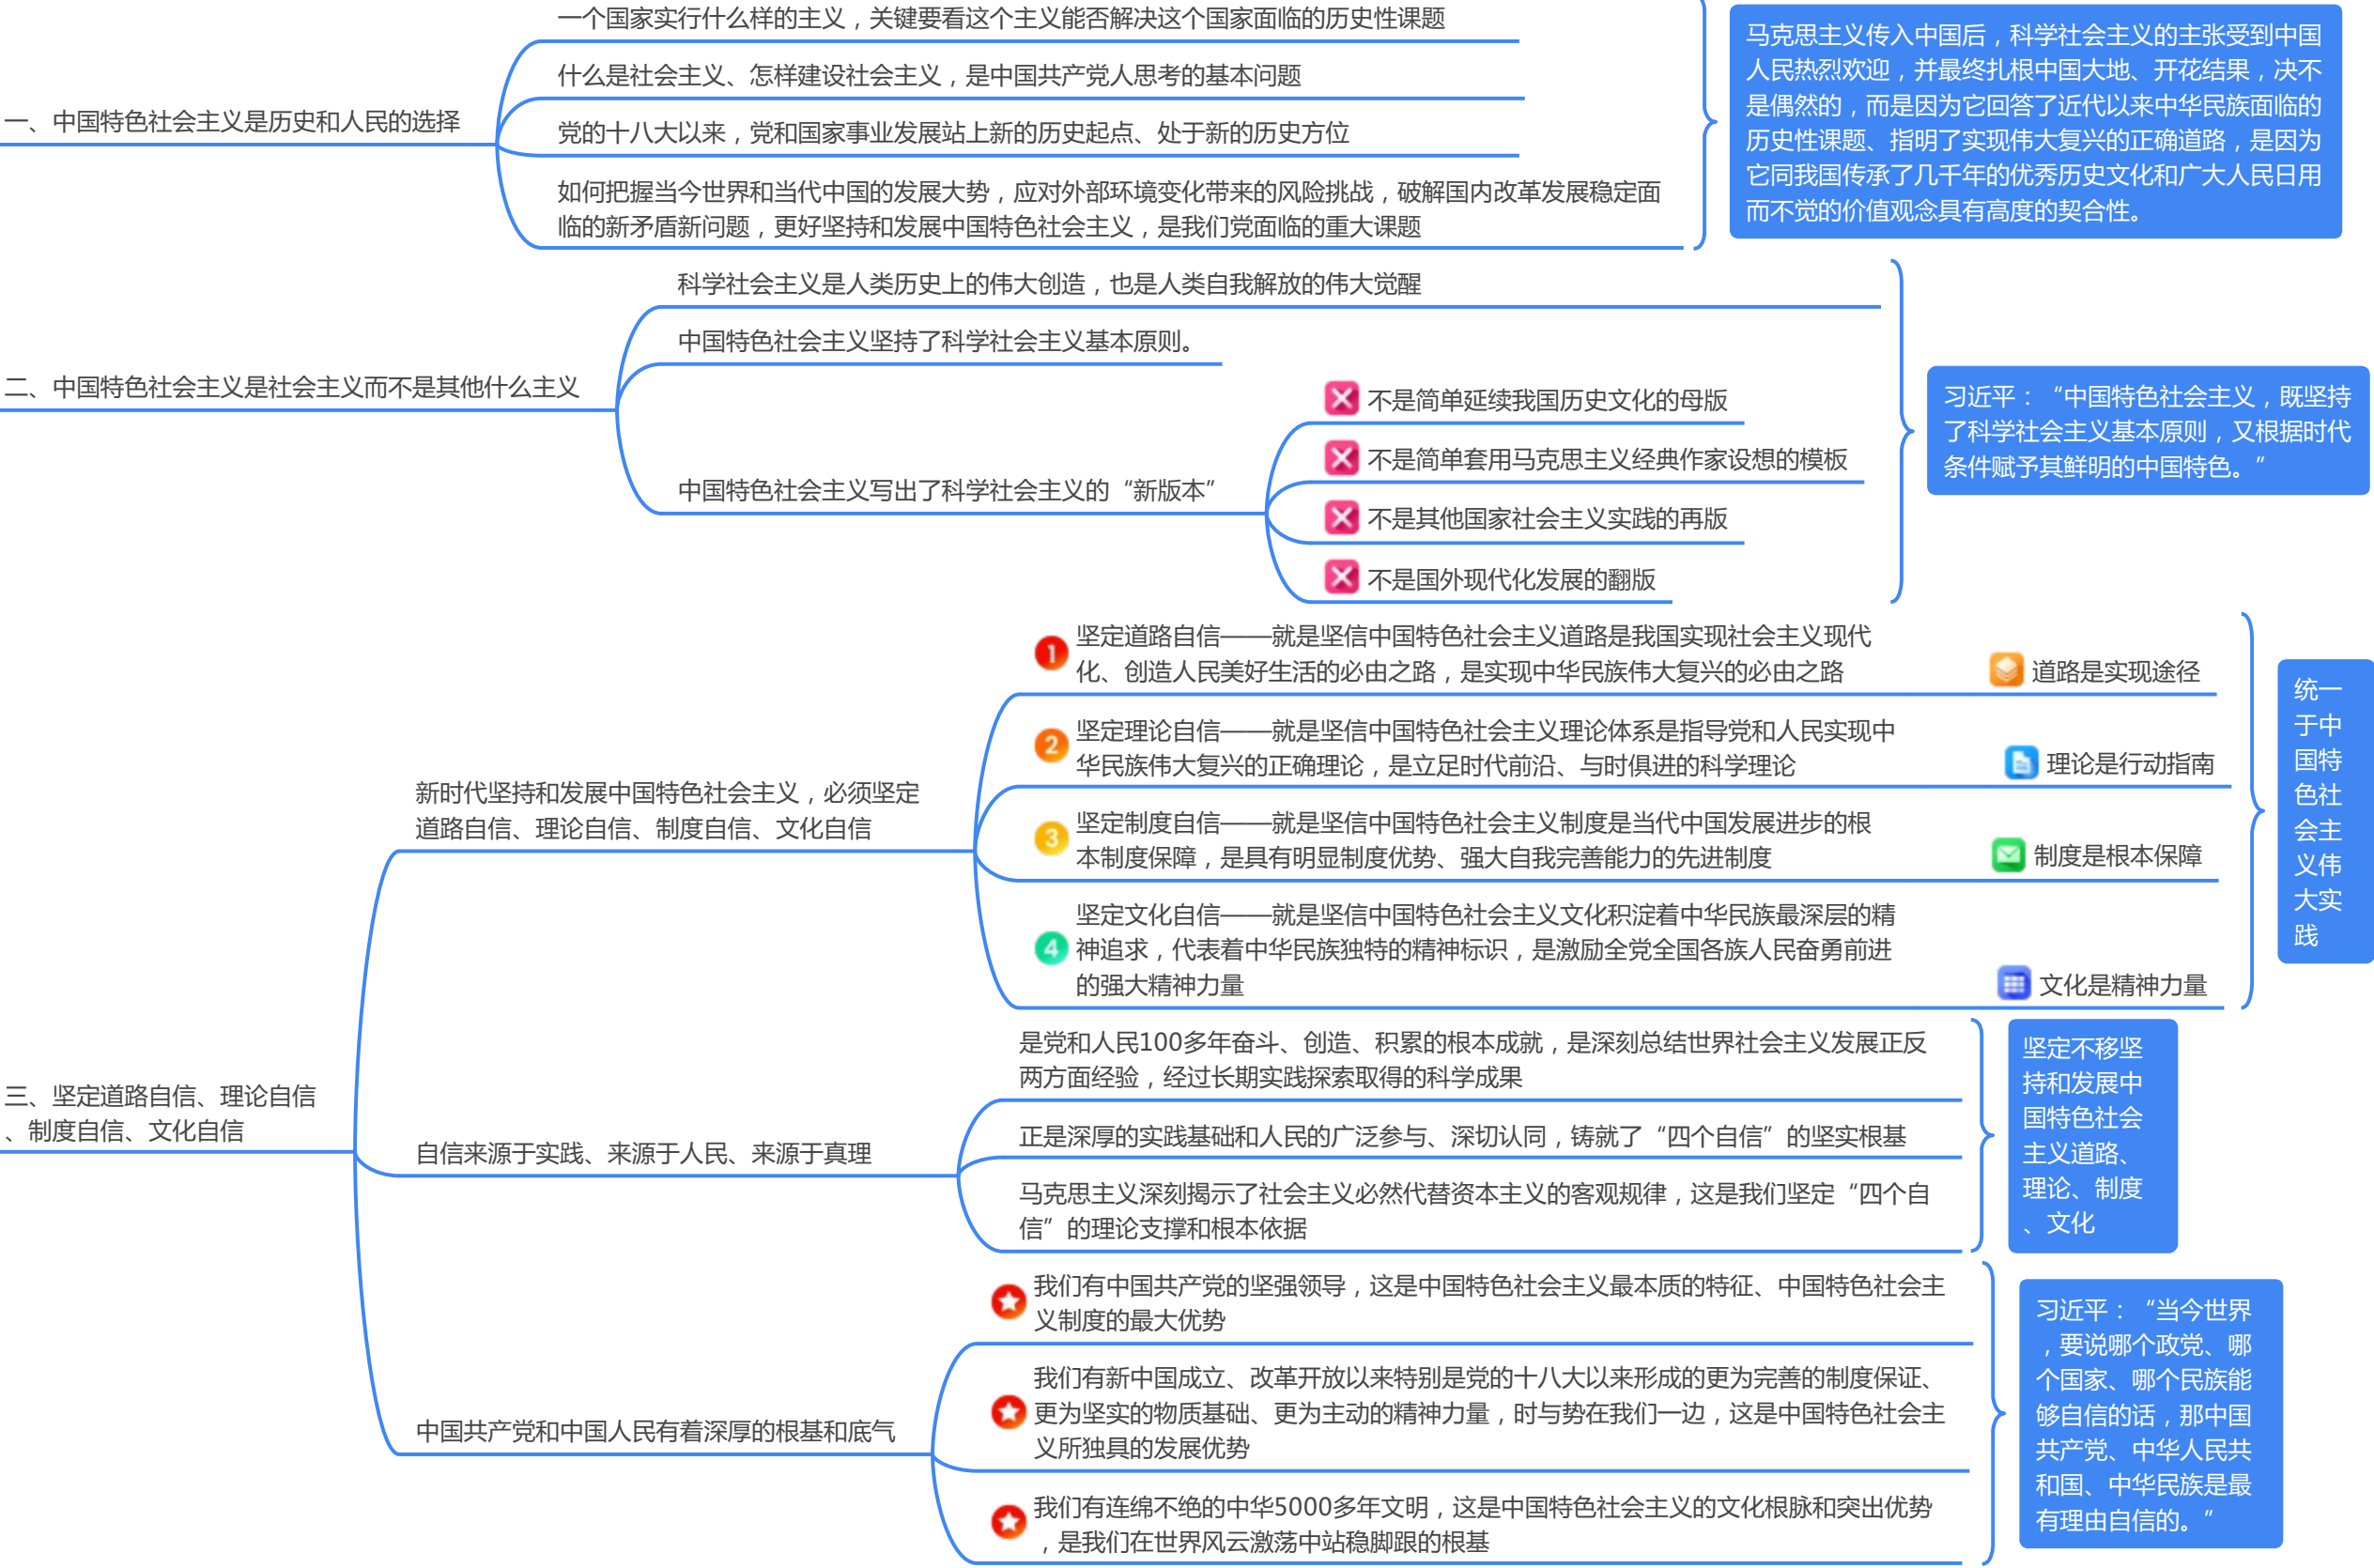 一、中国特色社会主义是历史和人民的选择
一个国家实行什么样的主义，关键要看这个主义能否解决这个国家面临的历史性课题
什么是社会主义、怎样建设社会主义，是中国共产党人思考的基本问题
党的十八大以来，党和国家事业发展站上新的历史起点、处于新的历史方位
如何把握当今世界和当代中国的发展大势，应对外部环境变化带来的风险挑战，破解国内改革发展稳定面
临的新矛盾新问题，更好坚持和发展中国特色社会主义，是我们党面临的重大课题
马克思主义传入中国后，科学社会主义的主张受到中国
人民热烈欢迎，并最终扎根中国大地、开花结果，决不
是偶然的，而是因为它回答了近代以来中华民族面临的
历史性课题、指明了实现伟大复兴的正确道路，是因为
它同我国传承了几千年的优秀历史文化和广大人民日用
而不觉的价值观念具有高度的契合性。
二、中国特色社会主义是社会主义而不是其他什么主义
科学社会主义是人类历史上的伟大创造，也是人类自我解放的伟大觉醒
中国特色社会主义坚持了科学社会主义基本原则。
中国特色社会主义写出了科学社会主义的“新版本”
不是简单延续我国历史文化的母版
不是简单套用马克思主义经典作家设想的模板
不是其他国家社会主义实践的再版
不是国外现代化发展的翻版
习近平：“中国特色社会主义，既坚持
了科学社会主义基本原则，又根据时代
条件赋予其鲜明的中国特色。”
三、坚定道路自信、理论自信
、制度自信、文化自信
新时代坚持和发展中国特色社会主义，必须坚定
道路自信、理论自信、制度自信、文化自信
1
坚定道路自信——就是坚信中国特色社会主义道路是我国实现社会主义现代
化、创造人民美好生活的必由之路，是实现中华民族伟大复兴的必由之路
道路是实现途径
2
坚定理论自信——就是坚信中国特色社会主义理论体系是指导党和人民实现中
华民族伟大复兴的正确理论，是立足时代前沿、与时俱进的科学理论
理论是行动指南
3
坚定制度自信——就是坚信中国特色社会主义制度是当代中国发展进步的根
本制度保障，是具有明显制度优势、强大自我完善能力的先进制度
制度是根本保障
4
坚定文化自信——就是坚信中国特色社会主义文化积淀着中华民族最深层的精
神追求，代表着中华民族独特的精神标识，是激励全党全国各族人民奋勇前进
的强大精神力量
文化是精神力量
统一
于中
国特
色社
会主
义伟
大实
践
自信来源于实践、来源于人民、来源于真理
是党和人民100多年奋斗、创造、积累的根本成就，是深刻总结世界社会主义发展正反
两方面经验，经过长期实践探索取得的科学成果
正是深厚的实践基础和人民的广泛参与、深切认同，铸就了“四个自信”的坚实根基
马克思主义深刻揭示了社会主义必然代替资本主义的客观规律，这是我们坚定“四个自
信”的理论支撑和根本依据
坚定不移坚
持和发展中
国特色社会
主义道路、
理论、制度
、文化
中国共产党和中国人民有着深厚的根基和底气
我们有中国共产党的坚强领导，这是中国特色社会主义最本质的特征、中国特色社会主
义制度的最大优势
我们有新中国成立、改革开放以来特别是党的十八大以来形成的更为完善的制度保证、
更为坚实的物质基础、更为主动的精神力量，时与势在我们一边，这是中国特色社会主
义所独具的发展优势
我们有连绵不绝的中华5000多年文明，这是中国特色社会主义的文化根脉和突出优势
，是我们在世界风云激荡中站稳脚跟的根基
习近平：“当今世界
，要说哪个政党、哪
个国家、哪个民族能
够自信的话，那中国
共产党、中华人民共
和国、中华民族是最
有理由自信的。”